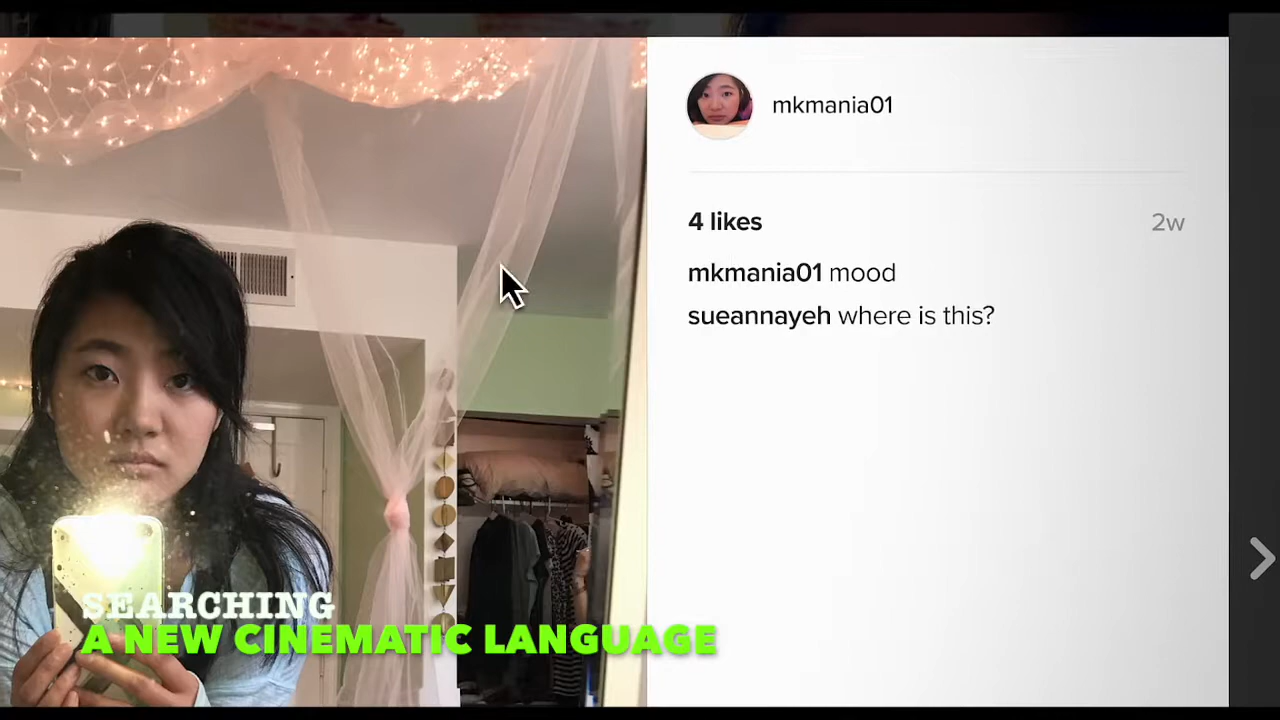 mkmania01
4 likes 2w
mkmania01 mood
sueannayeh where is this?
SEARCHING
A NEW CINEMATIC LANGUAGE